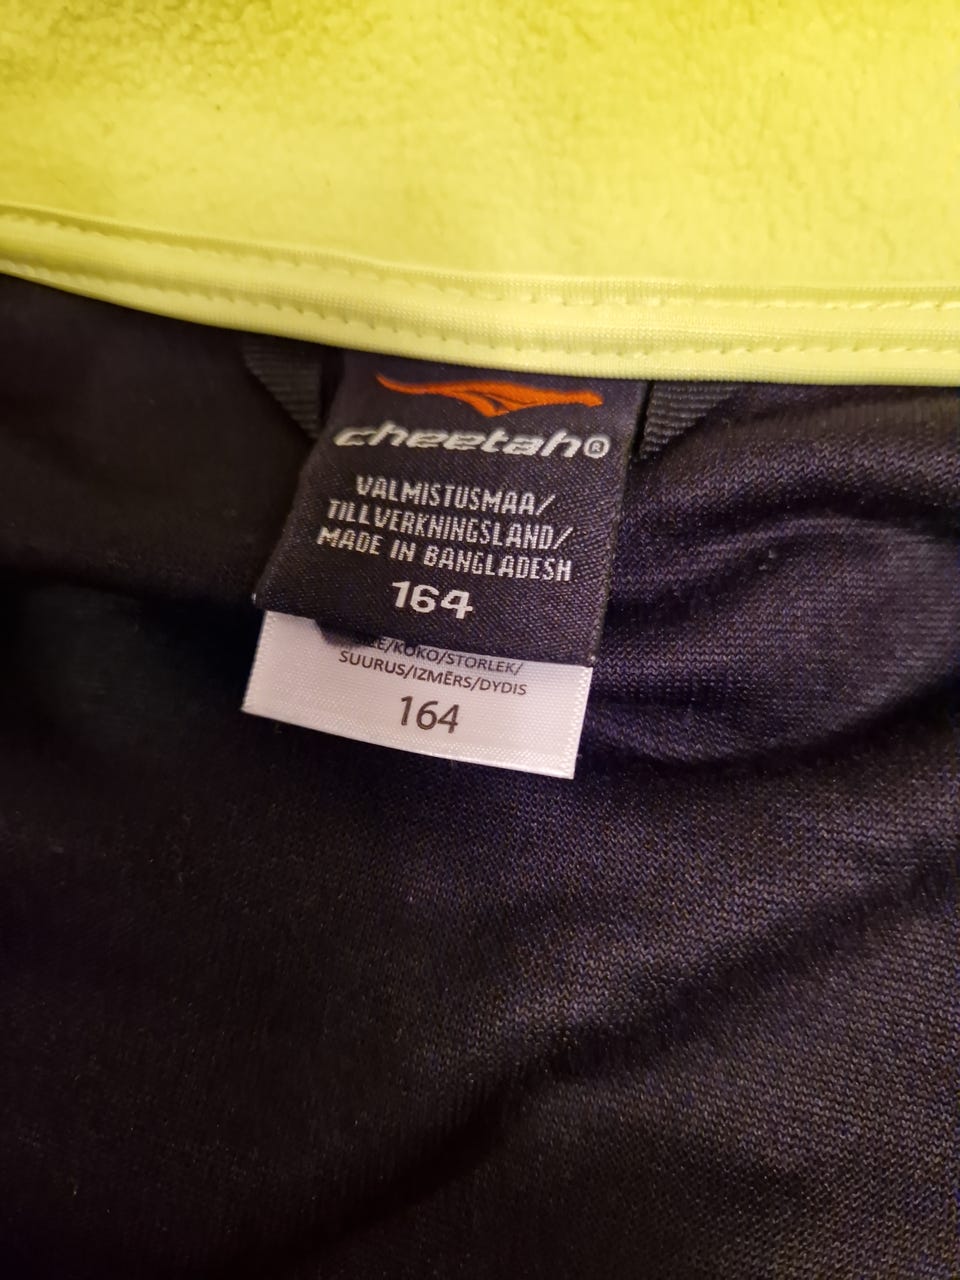 cheetah®
VALMISTUSMAA/
TILLVERKNINGSLAND/
MADE IN BANGLADESH
164
/KOKO/STORLEK/
SUURUS/IZMĒRS/DYDIS
164